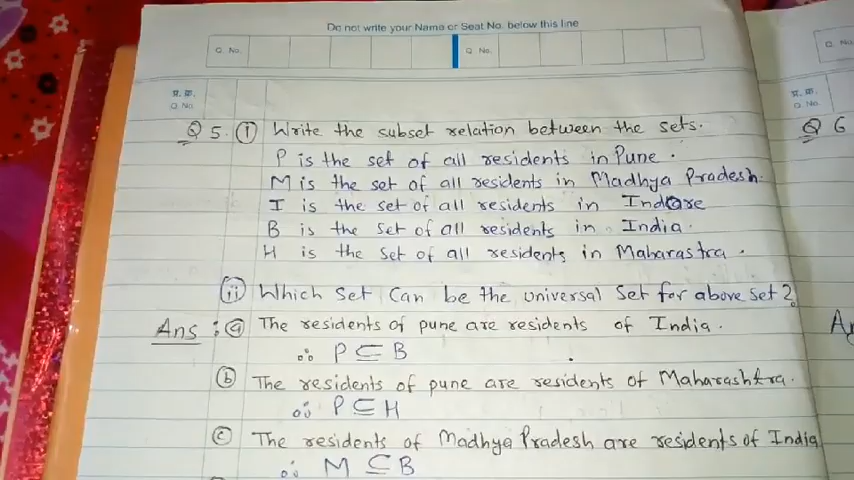 Do not write your Name or Seat No. below this line
Q. No.
Q. No.
Q. No.
प्र. क्र.
Q. No.
प्र. क्र.
Q. No.
Q 5. (i) Write the subset relation between the sets.
Q 6
P is the set of all residents in Pune.
M is the set of all residents in Madhya Pradesh.
I is the set of all residents in Indore
B is the set of all residents in India.
H is the set of all residents in Maharastra.
(ii) Which set can be the universal set for above set?
Ans : (a) The residents of pune are residents of India.
∴ P ⊆ B
(b) The residents of pune are residents of Maharashtra.
∴ P ⊆ H
(c) The residents of Madhya Pradesh are residents of India
∴ M ⊆ B